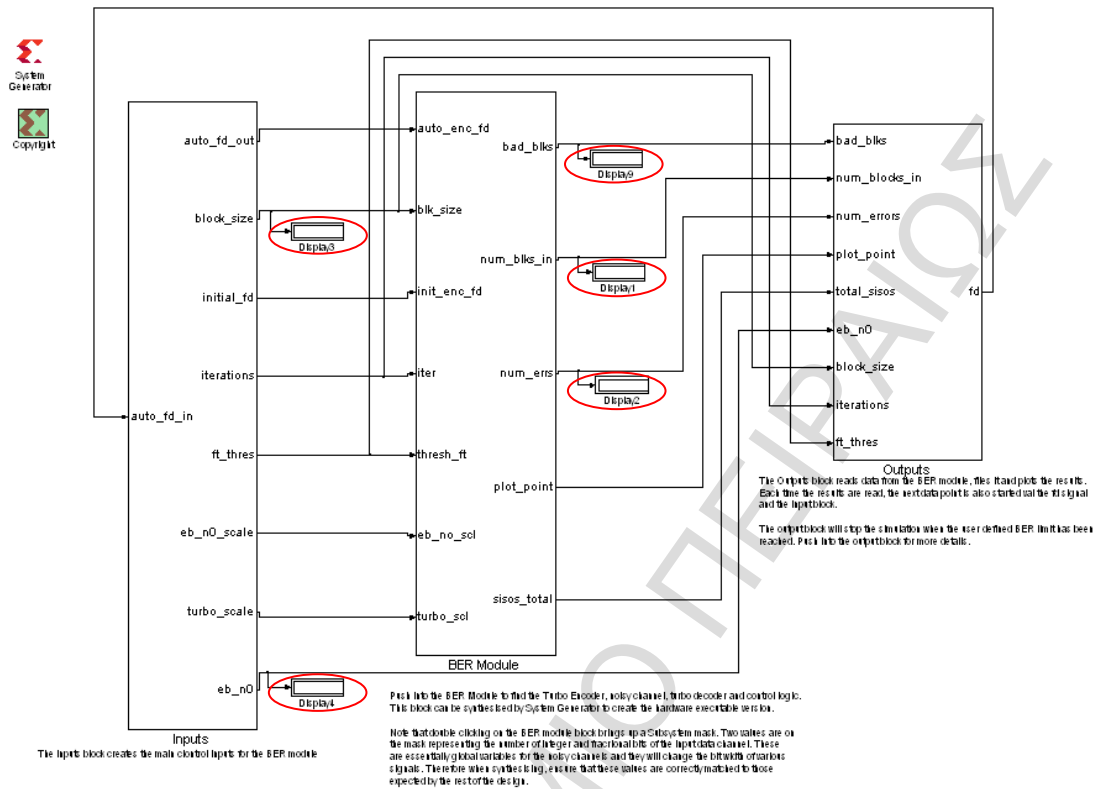 System
Generator
Copyright
auto_fd_out
block_size
Display3
initial_fd
iterations
auto_fd_in
ft_thres
eb_n0_scale
turbo_scale
eb_n0
Display4
Inputs
The Inputs block creates the main clontrol Inputs for the BER module
auto_enc_fd
bad_blks
Display9
blk_size
num_blks_in
Display1
init_enc_fd
iter
num_errs
Display2
thresh_ft
plot_point
eb_no_scl
sisos_total
turbo_scl
BER Module
Push Into the BER Module to find the Turbo Encoder, noisy channel, turbo decoder and control logic.
This block can be synthesised by System Generator to create the hardware executable version.
Note that double clicking on the BER module block brings up a Subsystem mask. Two values are on
the mask representing the number of Integer and fractional bits of the Input data channel. These
are essentially global variables for the noisy channels and they will change the bit width of various
signals. Therefore when synthesising, ensure that these values are correctly matched to those
expected by the rest of the design.
bad_blks
num_blocks_in
num_errors
plot_point
total_sisos
fd
eb_n0
block_size
iterations
ft_thres
Outputs
The Outputs block reads data from the BER module, files it and plots the results.
Each time the results are read, the next data point is also started val the fd signal
and the Input block.
The output block will stop the simulation when the user defined BER limit has been
reached. Push Into the output block for more details.
ΠΕΙΡΑΙΩΣ